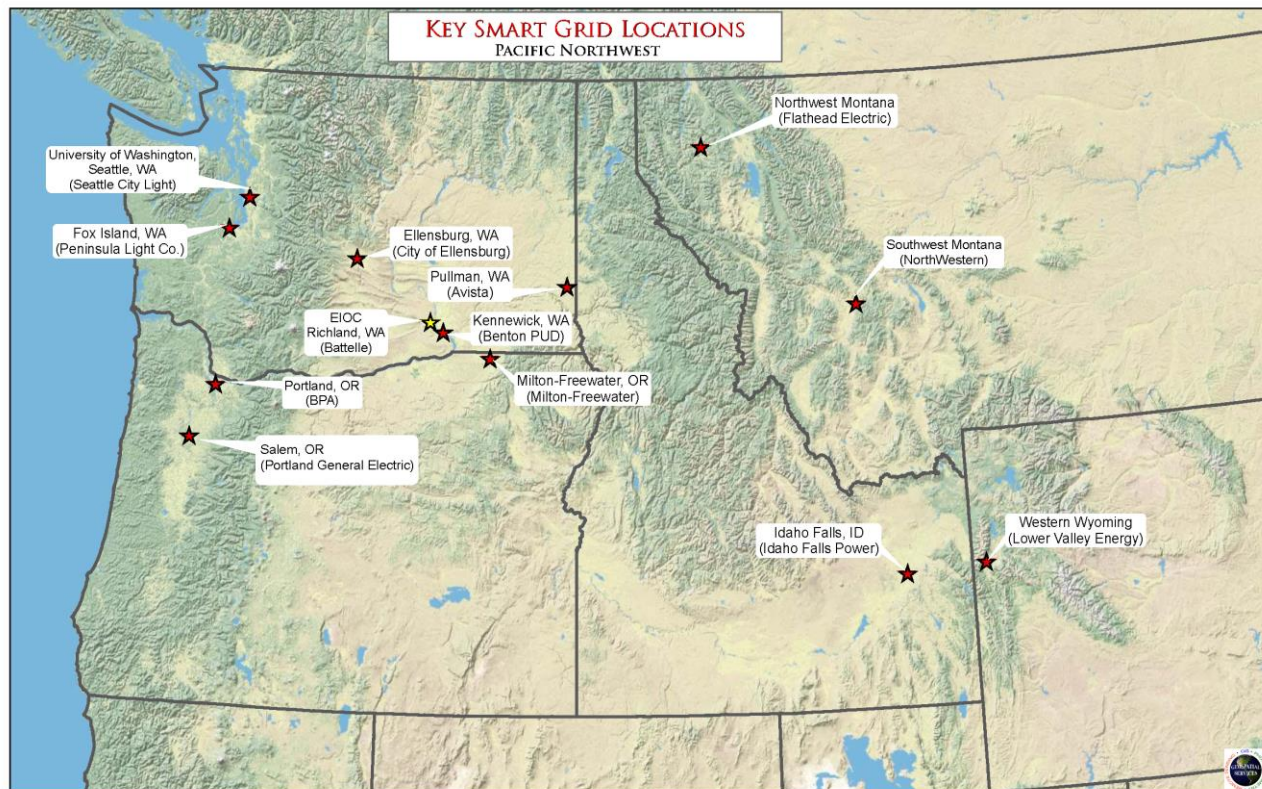 KEY SMART GRID LOCATIONS
PACIFIC NORTHWEST
Northwest Montana
(Flathead Electric)
University of Washington,
Seattle, WA
(Seattle City Light)
Fox Island, WA
(Peninsula Light Co.)
Ellensburg, WA
(City of Ellensburg)
Southwest Montana
(NorthWestern)
Pullman, WA
(Avista)
EIOC
Richland, WA
(Battelle)
Kennewick, WA
(Benton PUD)
Milton-Freewater, OR
(Milton-Freewater)
Portland, OR
(BPA)
Salem, OR
(Portland General Electric)
Idaho Falls, ID
(Idaho Falls Power)
Western Wyoming
(Lower Valley Energy)
GEOSPATIAL
SERVICES